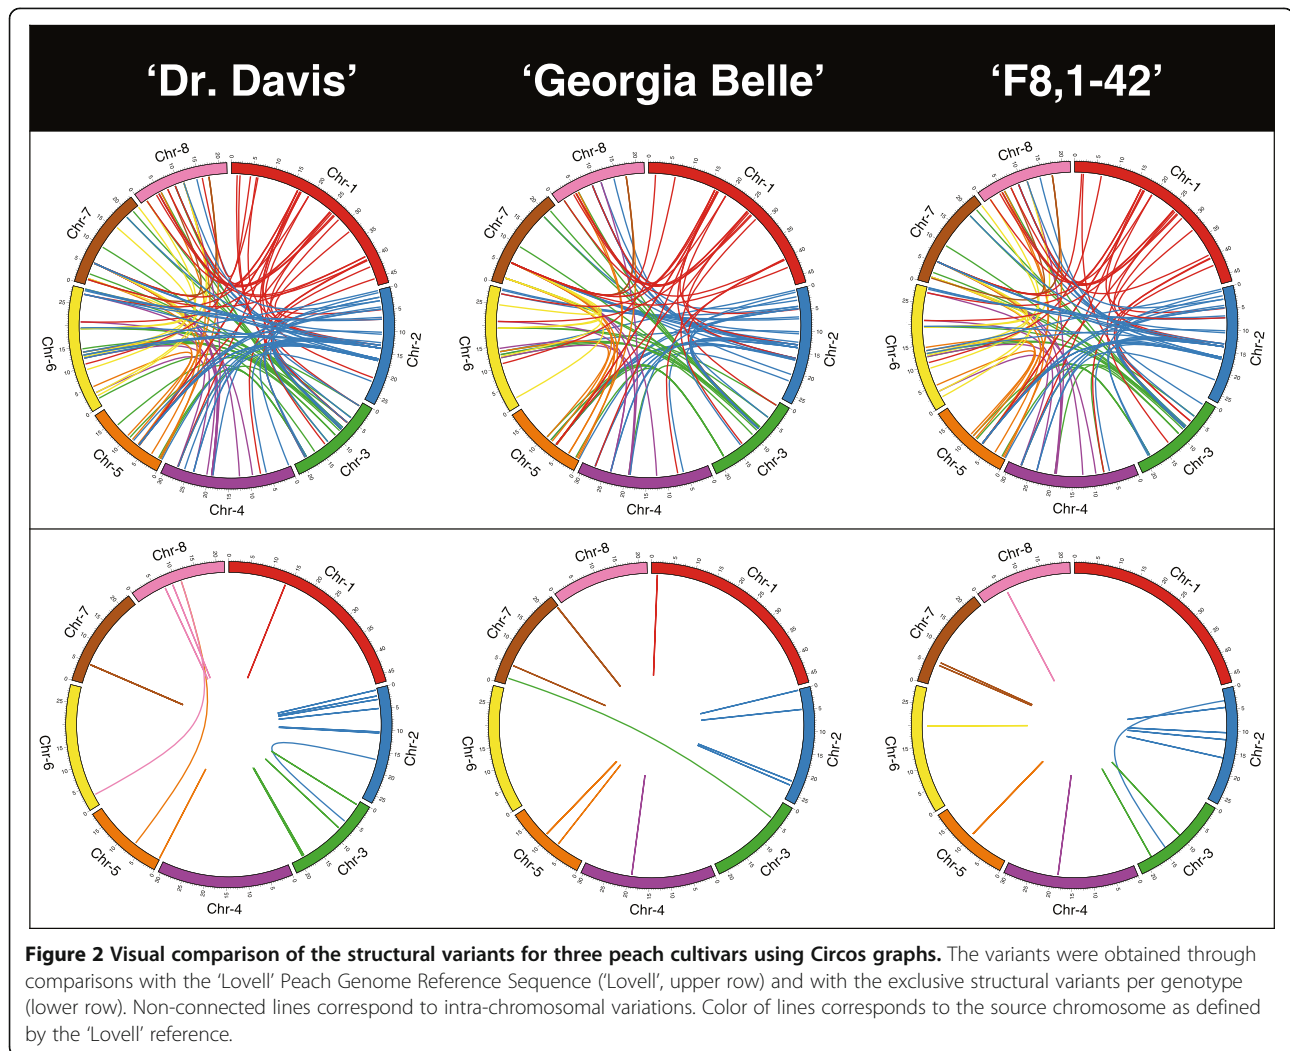 ‘Dr. Davis’ ‘Georgia Belle’ ‘F8,1-42’
Chr-8 Chr-1 Chr-2 Chr-3 Chr-4 Chr-5 Chr-6 Chr-7
Chr-8 Chr-1 Chr-2 Chr-3 Chr-4 Chr-5 Chr-6 Chr-7
Chr-8 Chr-1 Chr-2 Chr-3 Chr-4 Chr-5 Chr-6 Chr-7
Chr-8 Chr-1 Chr-2 Chr-3 Chr-4 Chr-5 Chr-6 Chr-7
Chr-8 Chr-1 Chr-2 Chr-3 Chr-4 Chr-5 Chr-6 Chr-7
Chr-8 Chr-1 Chr-2 Chr-3 Chr-4 Chr-5 Chr-6 Chr-7
Figure 2 Visual comparison of the structural variants for three peach cultivars using Circos graphs. The variants were obtained through
comparisons with the ‘Lovell’ Peach Genome Reference Sequence (‘Lovell’, upper row) and with the exclusive structural variants per genotype
(lower row). Non-connected lines correspond to intra-chromosomal variations. Color of lines corresponds to the source chromosome as defined
by the ‘Lovell’ reference.